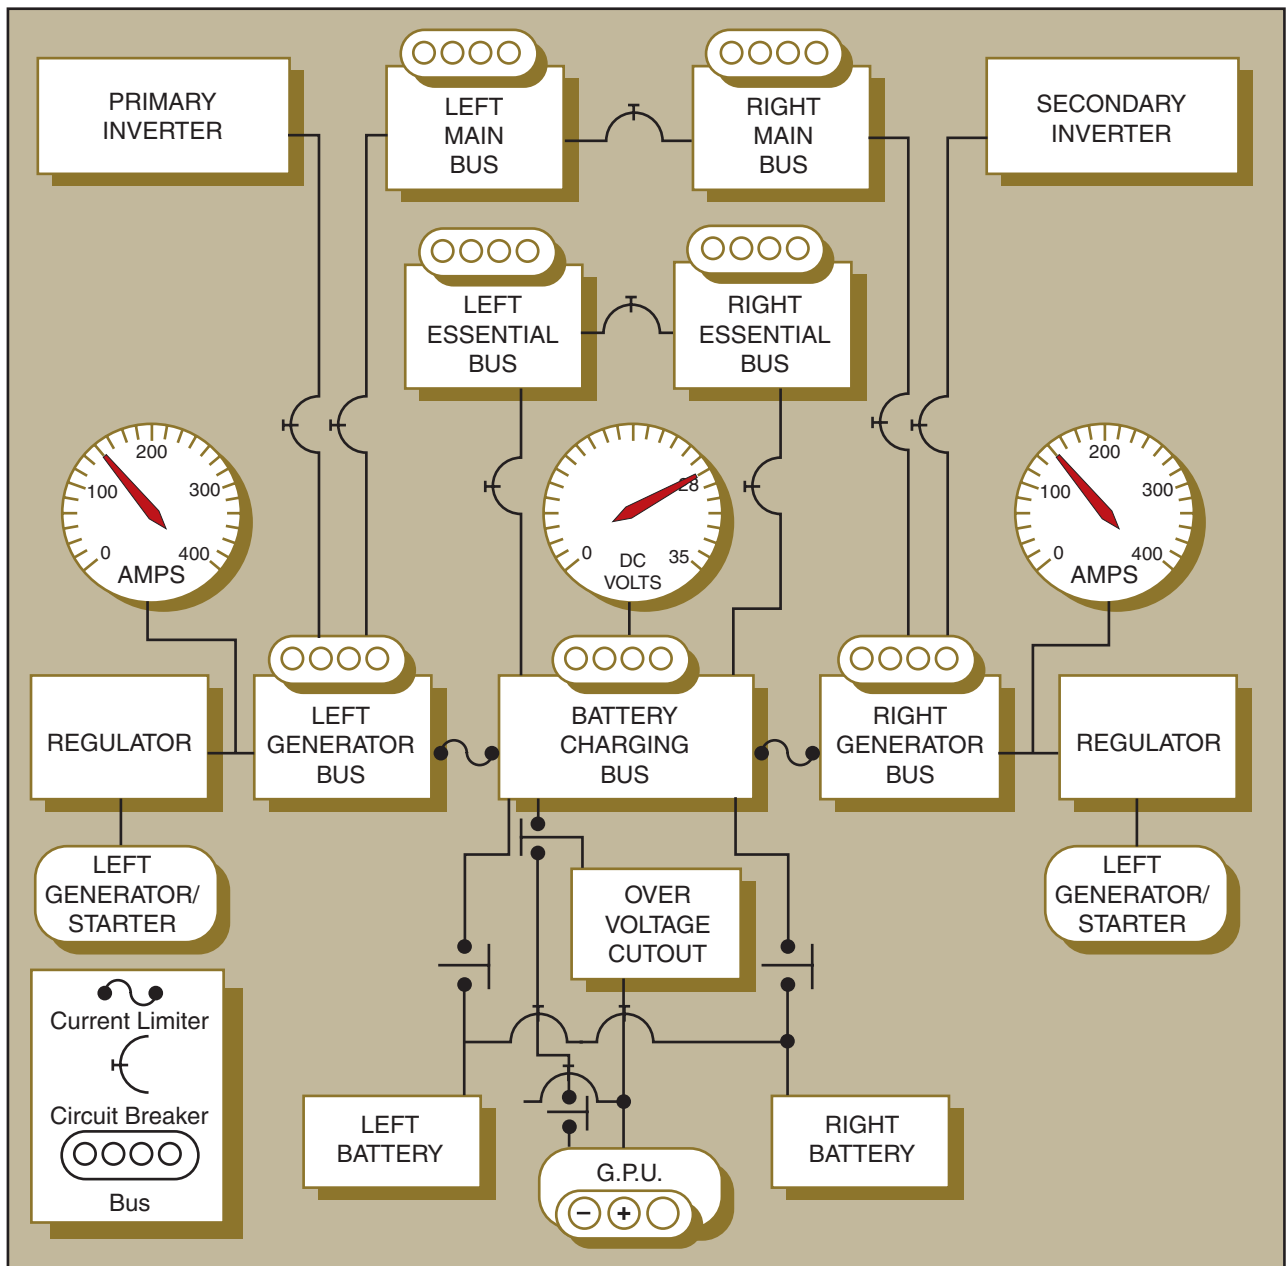 PRIMARY
INVERTER
LEFT
MAIN
BUS
RIGHT
MAIN
BUS
SECONDARY
INVERTER
LEFT
ESSENTIAL
BUS
RIGHT
ESSENTIAL
BUS
0
100
200
300
400
AMPS
0
28
35
DC
VOLTS
0
100
200
300
400
AMPS
REGULATOR
LEFT
GENERATOR
BUS
BATTERY
CHARGING
BUS
RIGHT
GENERATOR
BUS
REGULATOR
LEFT
GENERATOR/
STARTER
OVER
VOLTAGE
CUTOUT
LEFT
GENERATOR/
STARTER
Current Limiter
Circuit Breaker
Bus
LEFT
BATTERY
G.P.U.
− +
RIGHT
BATTERY